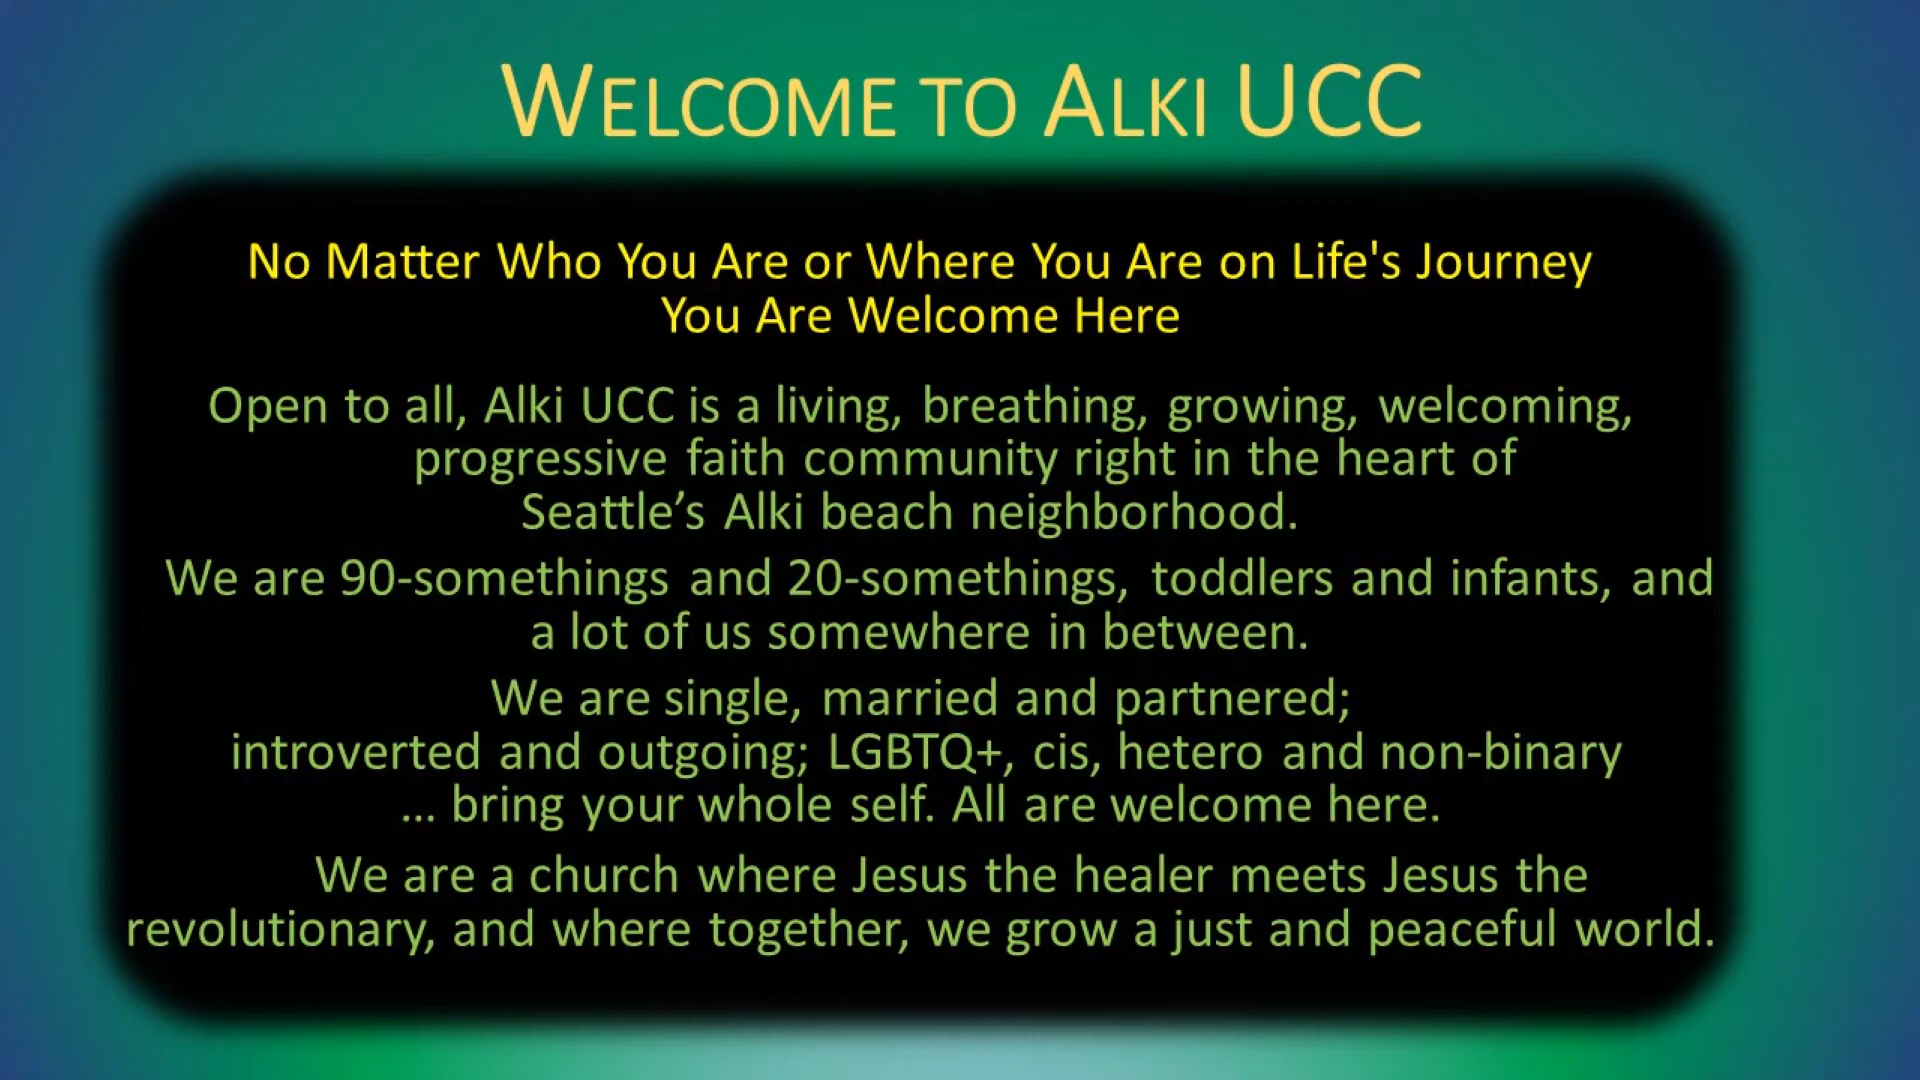 WELCOME TO ALKI UCC
No Matter Who You Are or Where You Are on Life's Journey
You Are Welcome Here
Open to all, Alki UCC is a living, breathing, growing, welcoming,
progressive faith community right in the heart of
Seattle’s Alki beach neighborhood.
We are 90-somethings and 20-somethings, toddlers and infants, and
a lot of us somewhere in between.
We are single, married and partnered;
introverted and outgoing; LGBTQ+, cis, hetero and non-binary
... bring your whole self. All are welcome here.
We are a church where Jesus the healer meets Jesus the
revolutionary, and where together, we grow a just and peaceful world.